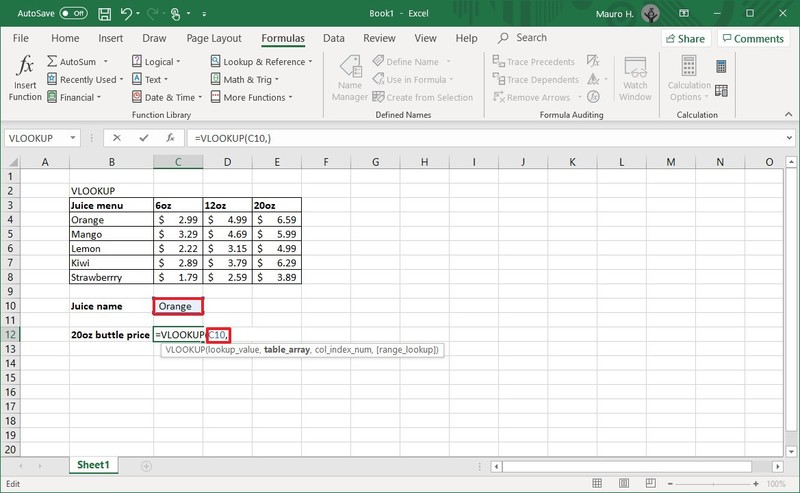 AutoSave Off Book1 - Excel Mauro H.
File Home Insert Draw Page Layout Formulas Data Review View Help Search Share Comments
fx Insert Function
AutoSum
Recently Used
Financial
Logical
Text
Date & Time
Lookup & Reference
Math & Trig
More Functions
Function Library
Name Manager
Define Name
Use in Formula
Create from Selection
Defined Names
Trace Precedents
Trace Dependents
Remove Arrows
fx
Formula Auditing
Watch Window
Calculation Options
Calculation
VLOOKUP fx =VLOOKUP(C10,)
A B C D E F G H I J K L M N O
1
2 VLOOKUP
3 Juice menu 6oz 12oz 20oz
4 Orange $ 2.99 $ 4.99 $ 6.59
5 Mango $ 3.29 $ 4.69 $ 5.99
6 Lemon $ 2.22 $ 3.15 $ 4.99
7 Kiwi $ 2.89 $ 3.79 $ 6.29
8 Strawberrry $ 1.79 $ 2.59 $ 3.89
9
10 Juice name Orange
11
12 20oz buttle price =VLOOKUP(C10,
13 VLOOKUP(lookup_value, table_array, col_index_num, [range_lookup])
14
15
16
17
18
19
20
Sheet1
Edit 100%